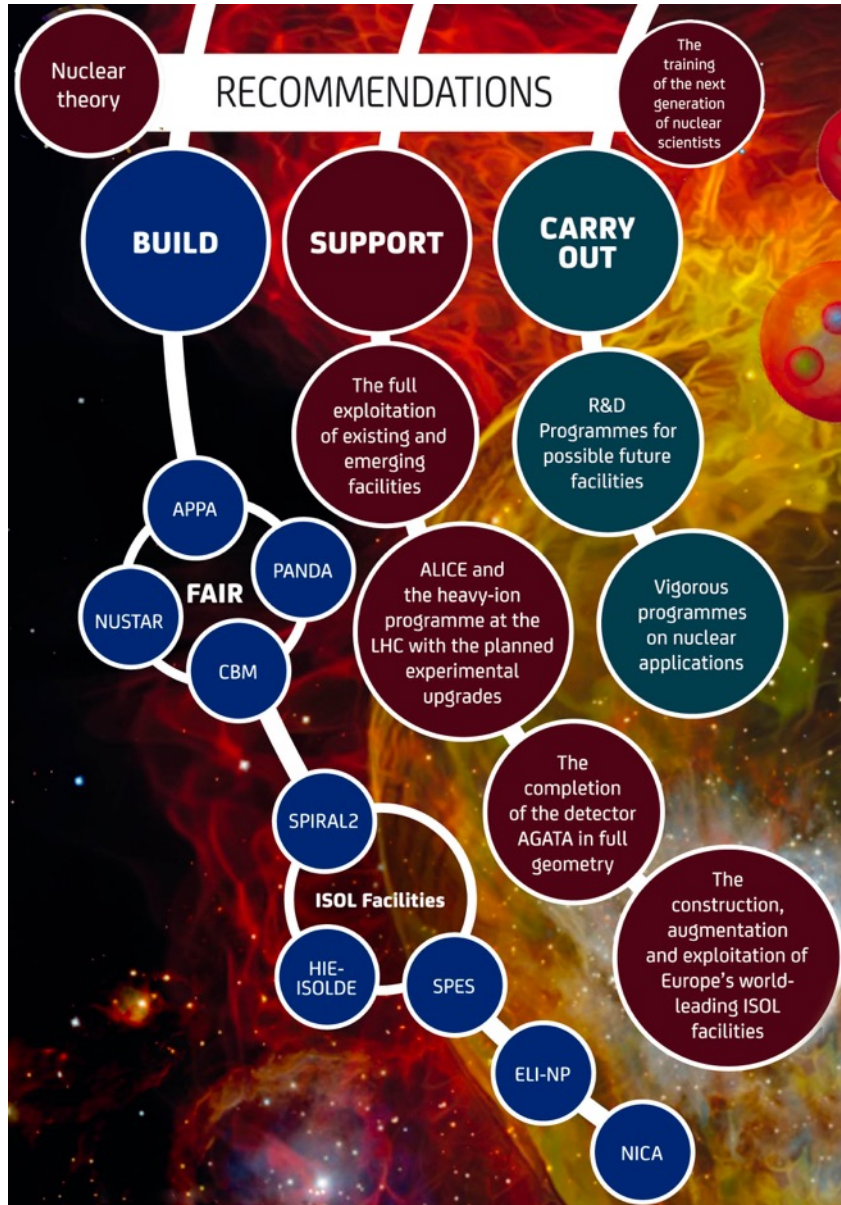 Nuclear
theory
RECOMMENDATIONS
The
training
of the next
generation
of nuclear
scientists
BUILD
SUPPORT
CARRY
OUT
The full
exploitation
of existing and
emerging
facilities
R&D
Programmes for
possible future
facilities
APPA
PANDA
FAIR
NUSTAR
CBM
ALICE and
the heavy-ion
programme at the
LHC with the planned
experimental
upgrades
Vigorous
programmes
on nuclear
applications
SPIRAL2
ISOL Facilities
HIE-
ISOLDE
SPES
The
completion
of the detector
AGATA in full
geometry
The
construction,
augmentation
and exploitation of
Europe's world-
leading ISOL
facilities
ELI-NP
NICA